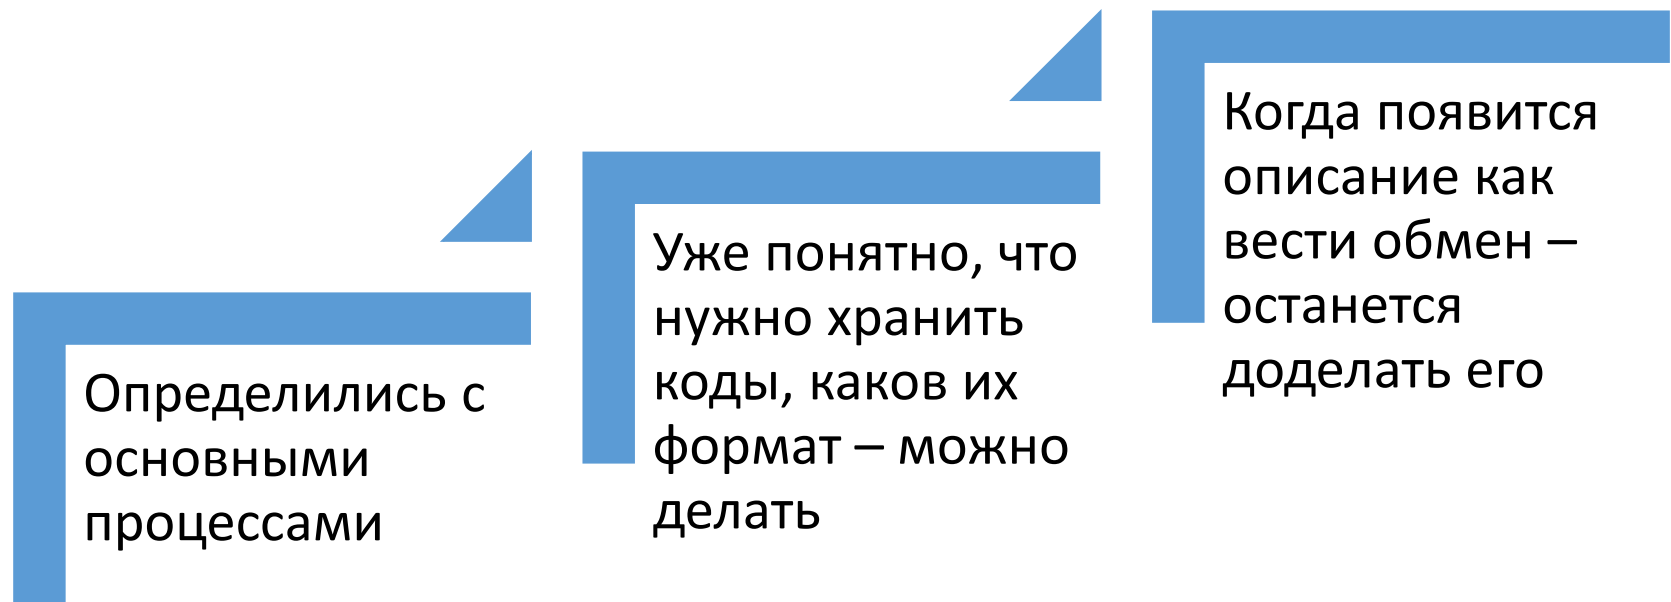 Определились с
основными
процессами
Уже понятно, что
нужно хранить
коды, каков их
формат – можно
делать
Когда появится
описание как
вести обмен –
останется
доделать его